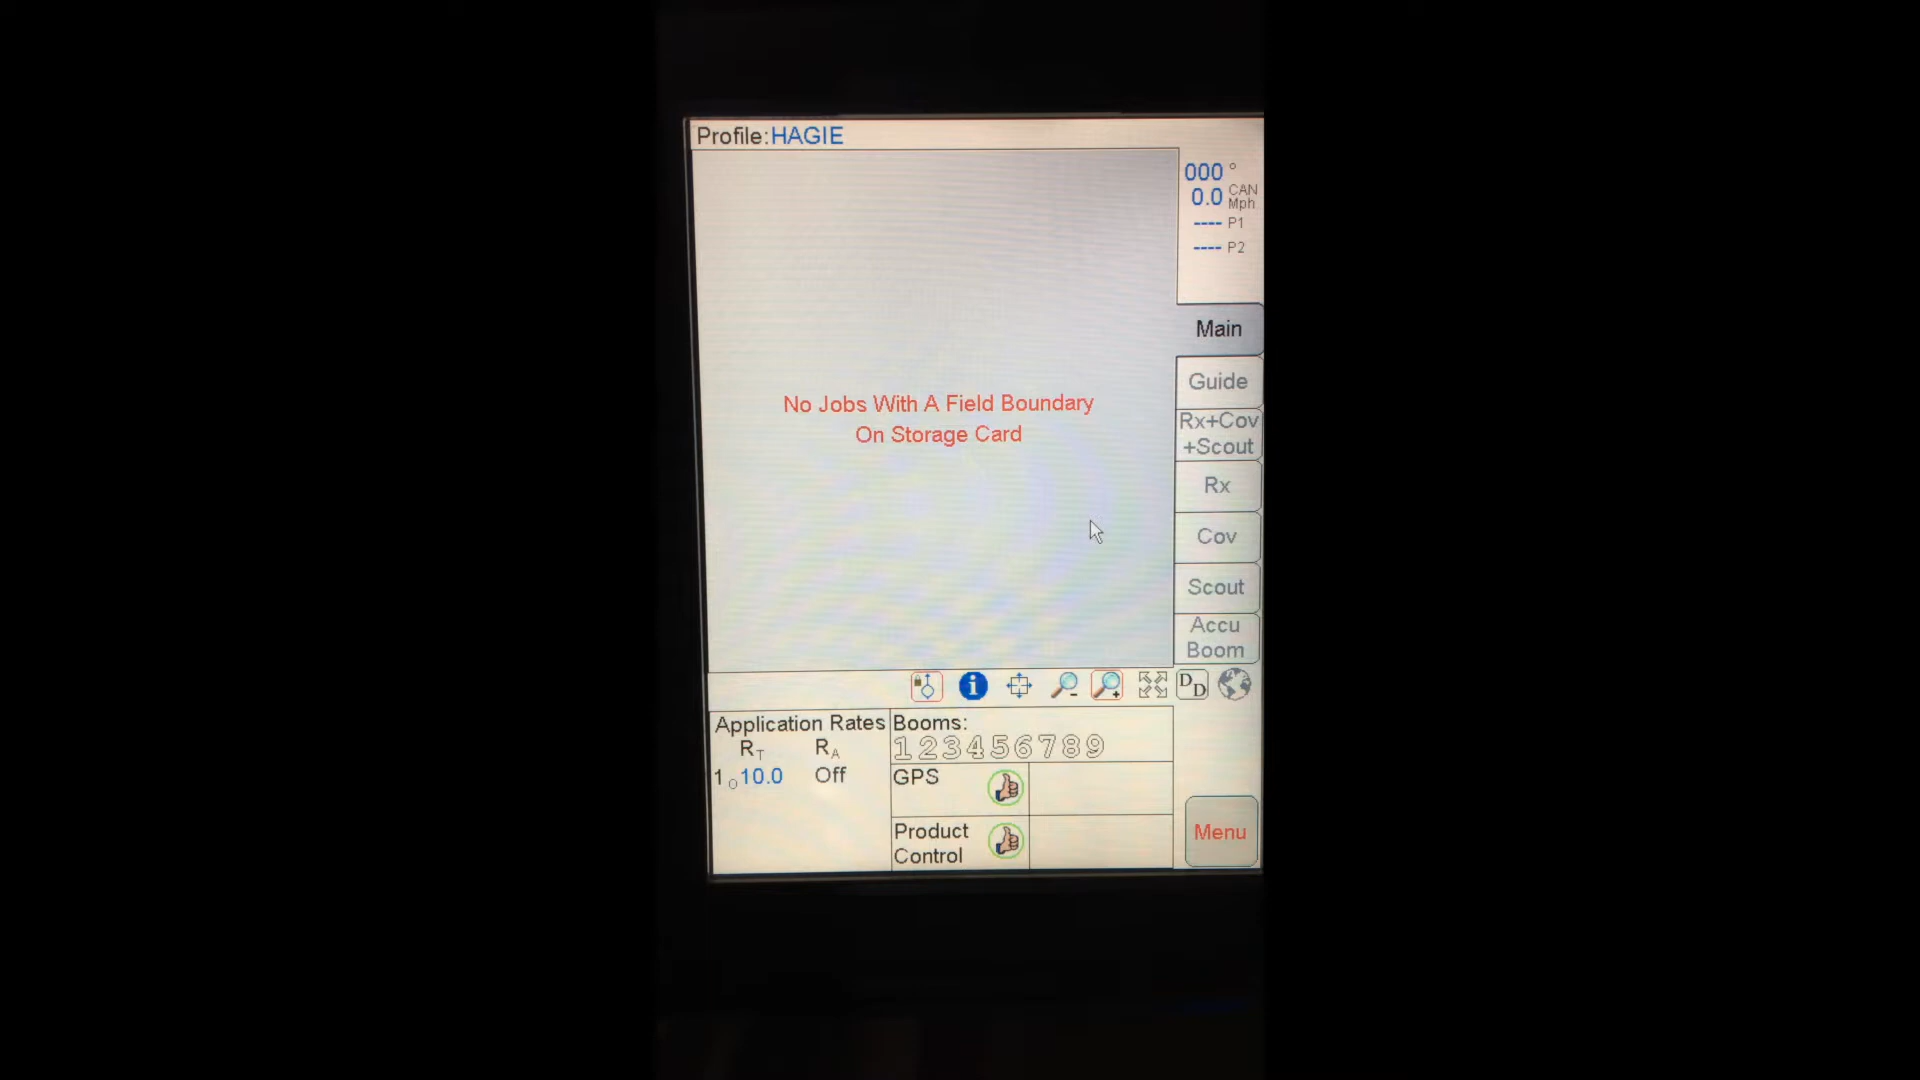 Profile:HAGIE
000 °
0.0 CAN Mph
---- P1
---- P2
Main
Guide
Rx+Cov
+Scout
Rx
Cov
Scout
Accu
Boom
No Jobs With A Field Boundary
On Storage Card
i
DD
Application Rates
RT RA
1 0 10.0 Off
Booms:
123456789
GPS
Product
Control
Menu